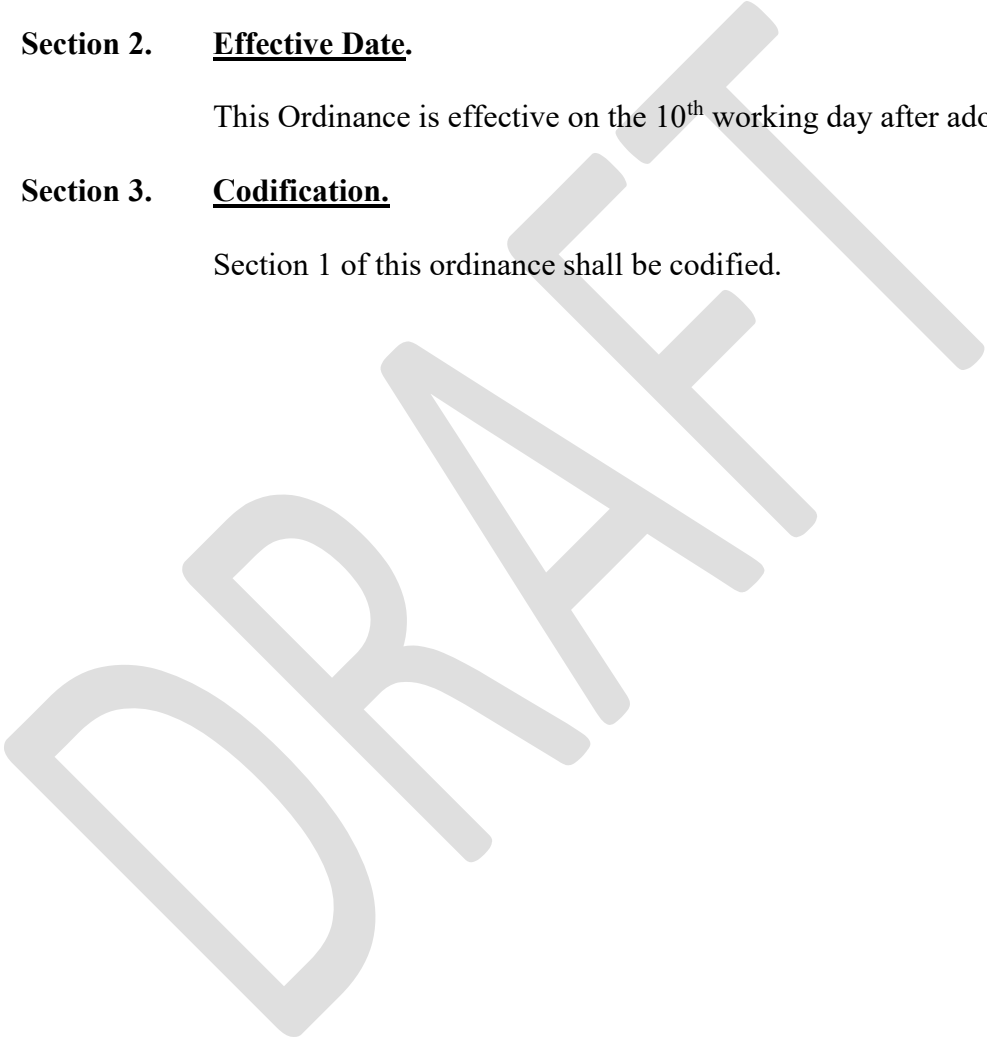 Section 2. Effective Date.
This Ordinance is effective on the 10th working day after
Section 3. Codification.
Section 1 of this ordinance shall be codified.
DRAFT